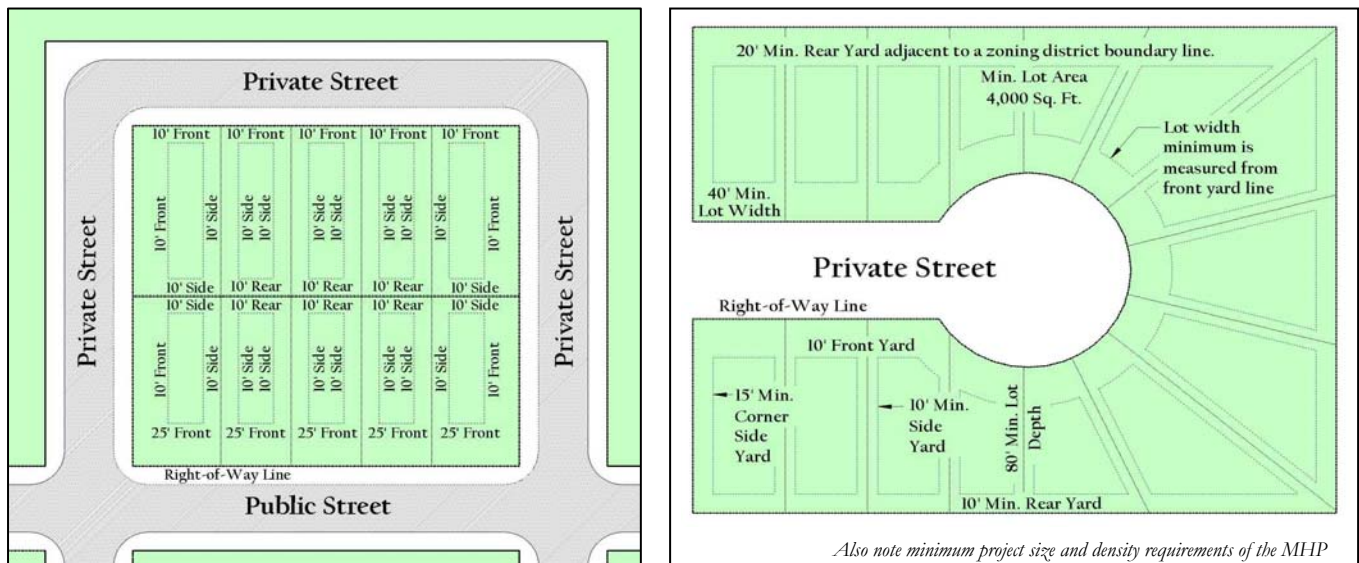 Private Street
10' Front 10' Front 10' Front 10' Front 10' Front
10' Front 10' Side 10' Side 10' Side 10' Side 10' Side 10' Side 10' Side 10' Side 10' Front
10' Side 10' Rear 10' Rear 10' Rear 10' Side
10' Side 10' Rear 10' Rear 10' Rear 10' Side
10' Front 10' Side 10' Side 10' Side 10' Side 10' Side 10' Side 10' Side 10' Side 10' Front
25' Front 25' Front 25' Front 25' Front 25' Front
Private Street
Private Street
Right-of-Way Line
Public Street
20' Min. Rear Yard adjacent to a zoning district boundary line.
Min. Lot Area
4,000 Sq. Ft.
Lot width
minimum is
measured from
front yard line
40' Min.
Lot Width
Private Street
Right-of-Way Line
10' Front Yard
15' Min.
Corner
Side
Yard
10' Min.
Side
Yard
80' Min. Lot
Depth
10' Min. Rear Yard
Also note minimum project size and density requirements of the MHP